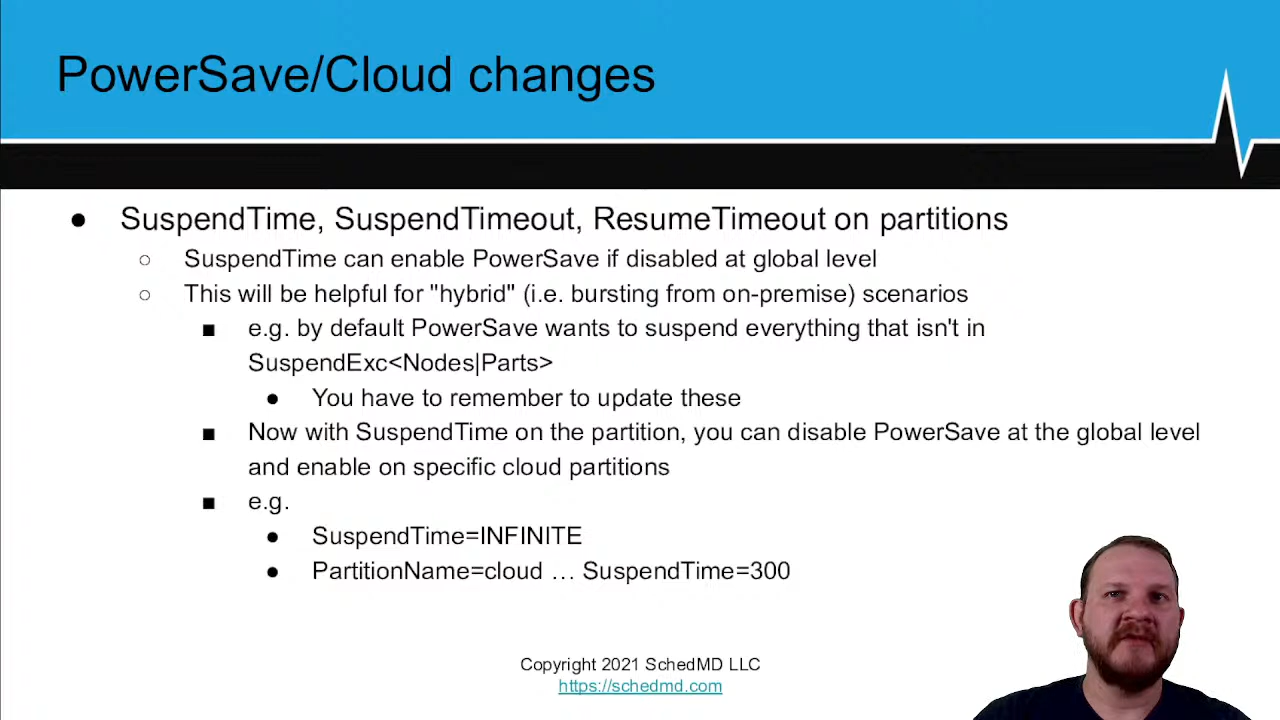 PowerSave/Cloud changes
● SuspendTime, SuspendTimeout, ResumeTimeout on partitions
○ SuspendTime can enable PowerSave if disabled at global level
○ This will be helpful for "hybrid" (i.e. bursting from on-premise) scenarios
■ e.g. by default PowerSave wants to suspend everything that isn't in
SuspendExc<Nodes|Parts>
● You have to remember to update these
■ Now with SuspendTime on the partition, you can disable PowerSave at the global level
and enable on specific cloud partitions
■ e.g.
● SuspendTime=INFINITE
● PartitionName=cloud … SuspendTime=300
Copyright 2021 SchedMD LLC
https://schedmd.com